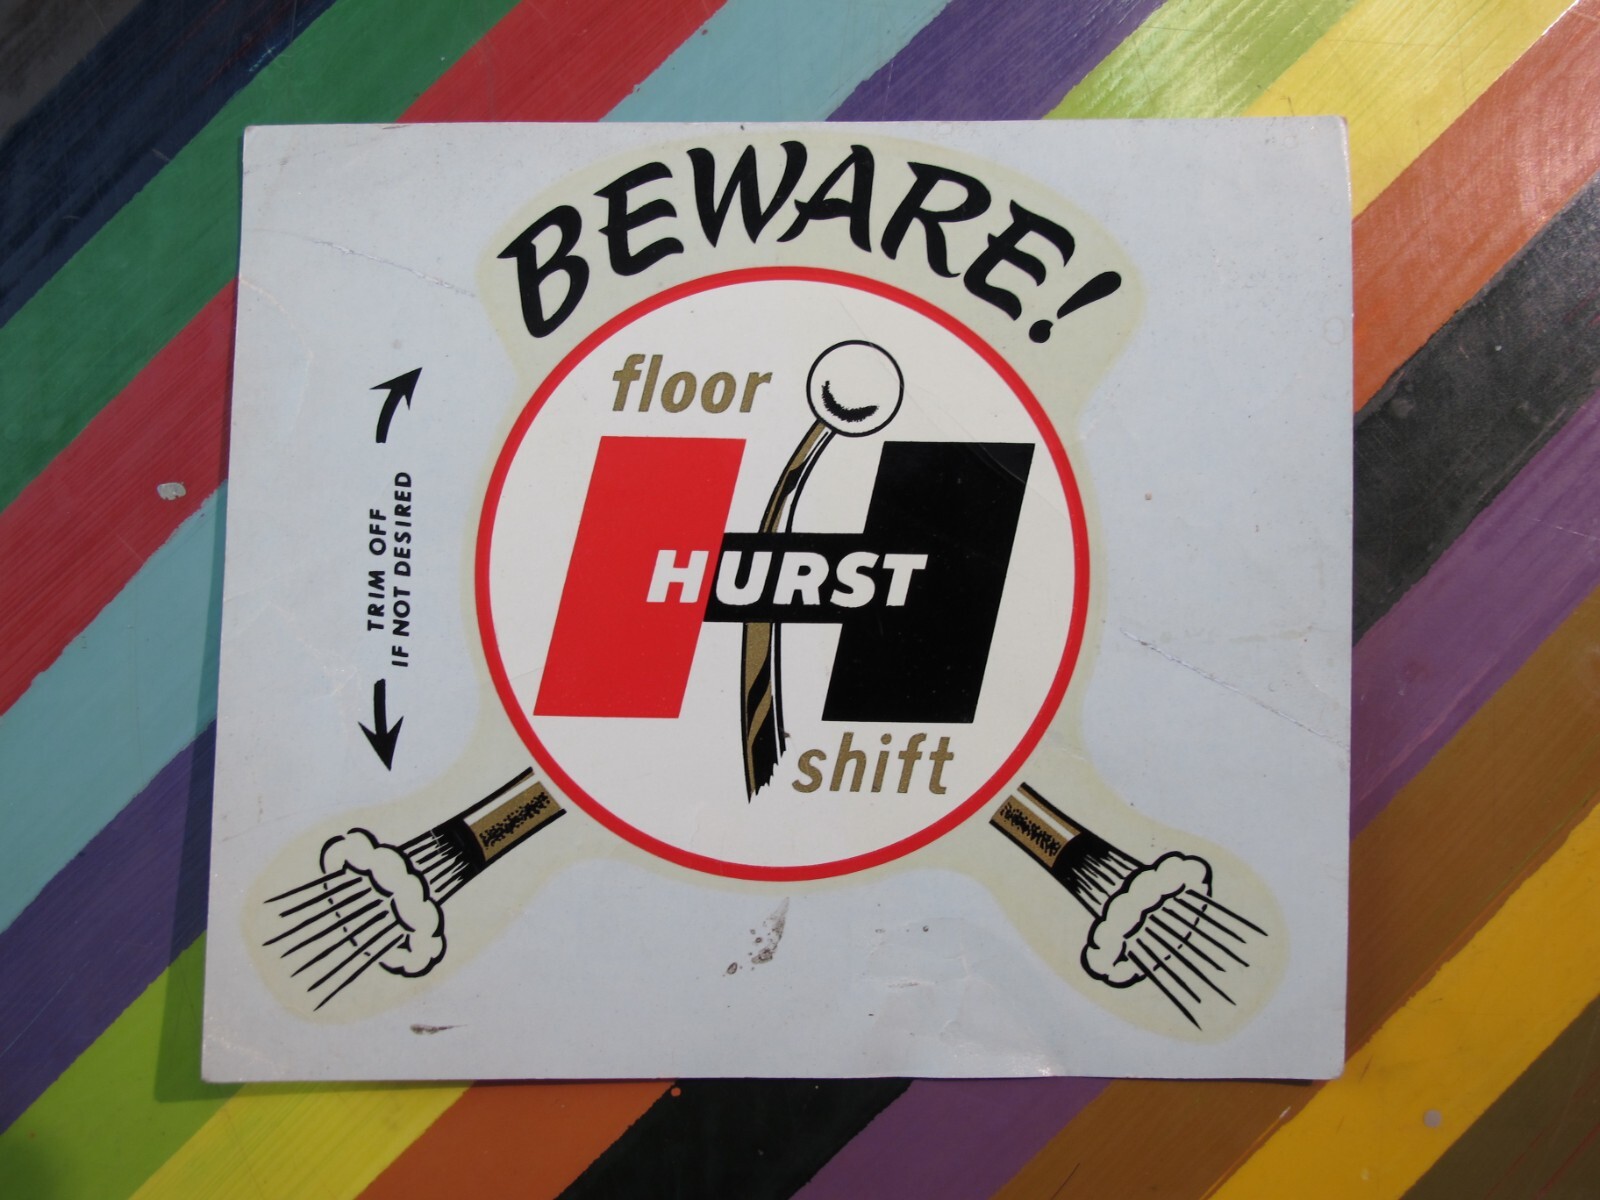 BEWARE!
floor
HURST
shift
TRIM OFF
IF NOT DESIRED